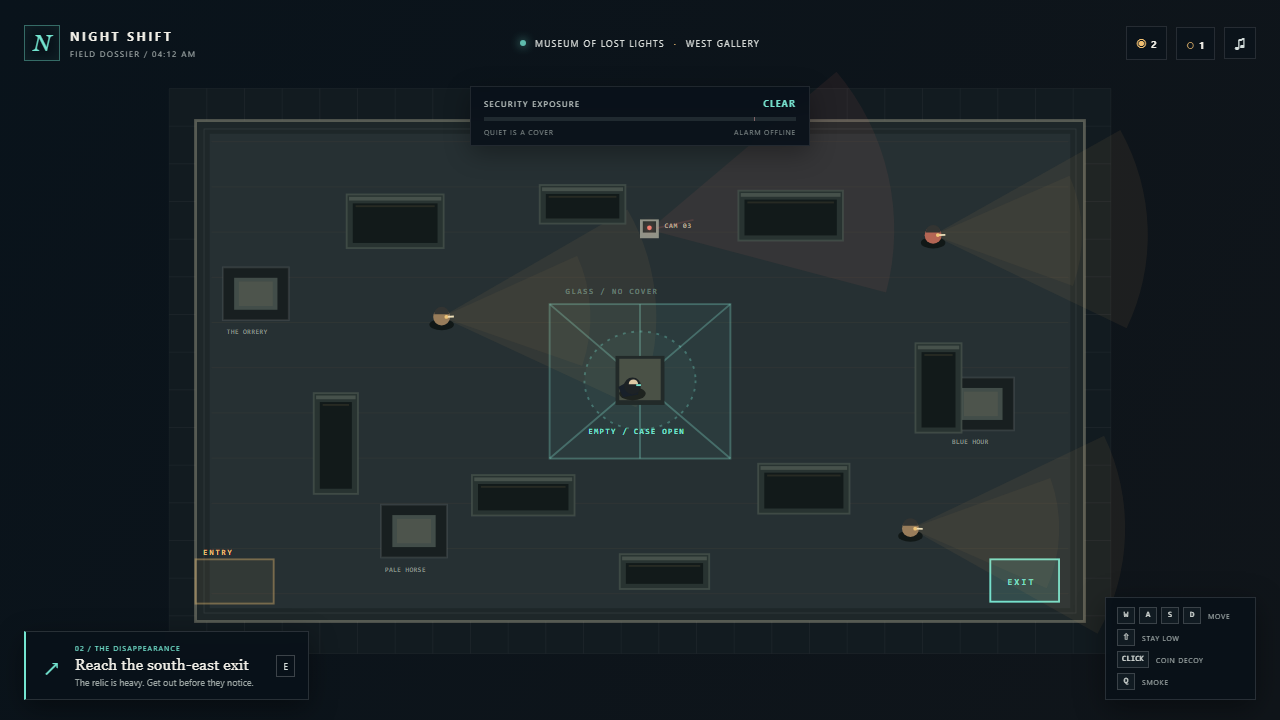 N
NIGHT SHIFT
FIELD DOSSIER / 04:12 AM
MUSEUM OF LOST LIGHTS · WEST GALLERY
2
1
SECURITY EXPOSURE
CLEAR
QUIET IS A COVER
ALARM OFFLINE
CAM 03
GLASS / NO COVER
THE ORRERY
EMPTY / CASE OPEN
BLUE HOUR
PALE HORSE
ENTRY
EXIT
02 / THE DISAPPEARANCE
Reach the south-east exit
The relic is heavy. Get out before they notice.
E
W A S D MOVE
⇧ STAY LOW
CLICK COIN DECOY
Q SMOKE